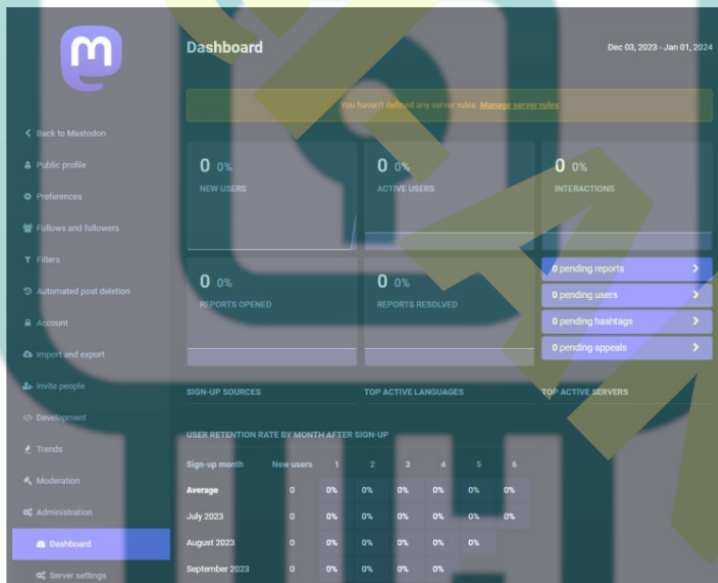 Dashboard
Dec 03, 2023 - Jan 01, 2024
You haven't defined any server rules. Manage server rules
Back to Mastodon
Public profile
Preferences
Follows and followers
Filters
Automated post deletion
Account
Import and export
Invite people
Development
Trends
Moderation
Administration
Dashboard
Server settings
0 0%
NEW USERS
0 0%
ACTIVE USERS
0 0%
INTERACTIONS
0 0%
REPORTS OPENED
0 0%
REPORTS RESOLVED
0 pending reports
0 pending users
0 pending hashtags
0 pending appeals
SIGN-UP SOURCES
TOP ACTIVE LANGUAGES
TOP ACTIVE SERVERS
USER RETENTION RATE BY MONTH AFTER SIGN-UP
Sign-up month New users 1 2 3 4 5 6
Average 0 0% 0% 0% 0% 0% 0%
July 2023 0 0% 0% 0% 0% 0% 0%
August 2023 0 0% 0% 0% 0% 0%
September 2023 0 0% 0% 0% 0%